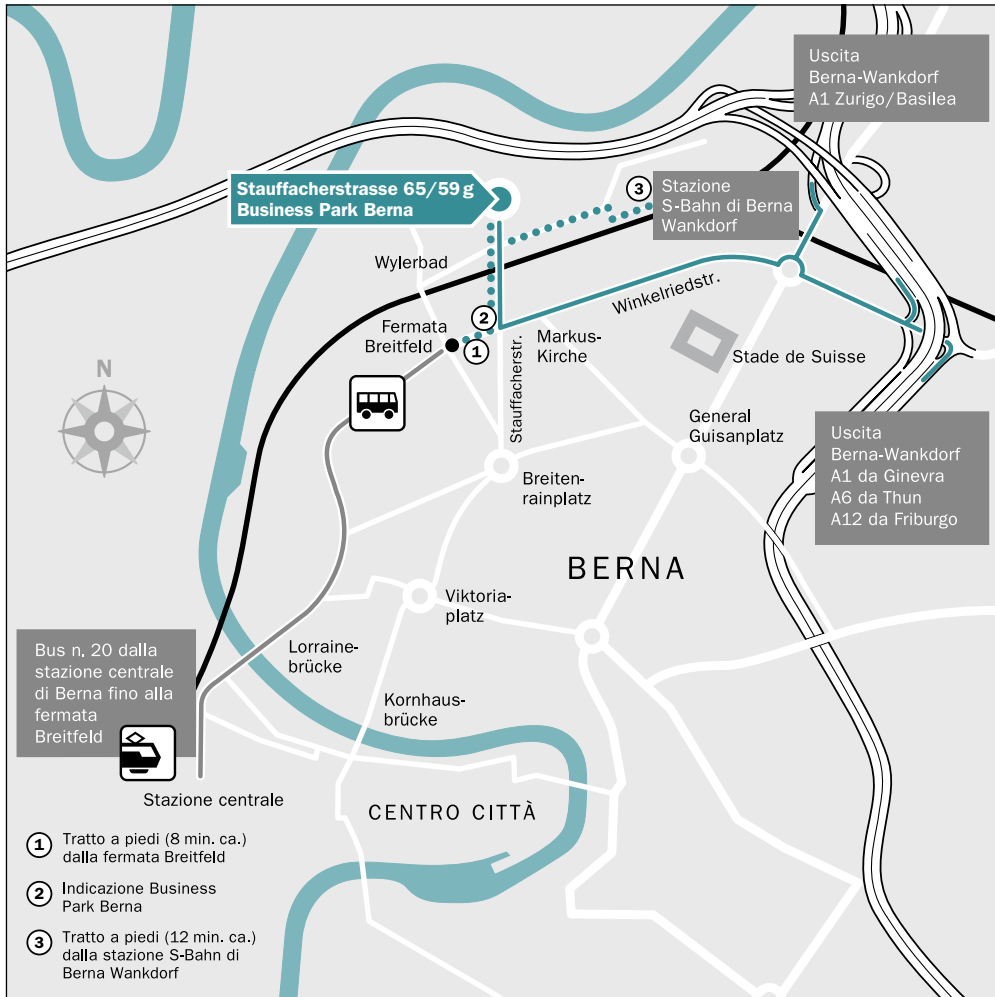 Uscita
Berna-Wankdorf
A1 Zurigo/Basilea
Stauffacherstrasse 65/59 g
Business Park Berna
3
Stazione
S-Bahn di Berna
Wankdorf
Wylerbad
Winkelriedstr.
2
Fermata
Breitfeld
1
Markus-
Kirche
Stade de Suisse
N
Stauffacherstr.
General
Guisanplatz
Uscita
Berna-Wankdorf
A1 da Ginevra
A6 da Thun
A12 da Friburgo
Breiten-
rainplatz
BERNA
Viktoria-
platz
Bus n. 20 dalla
stazione centrale
di Berna fino alla
fermata
Breitfeld
Lorraine-
brücke
Kornhaus-
brücke
Stazione centrale
CENTRO CITTÀ
1 Tratto a piedi (8 min. ca.)
dalla fermata Breitfeld
2 Indicazione Business
Park Berna
3 Tratto a piedi (12 min. ca.)
dalla stazione S-Bahn di
Berna Wankdorf